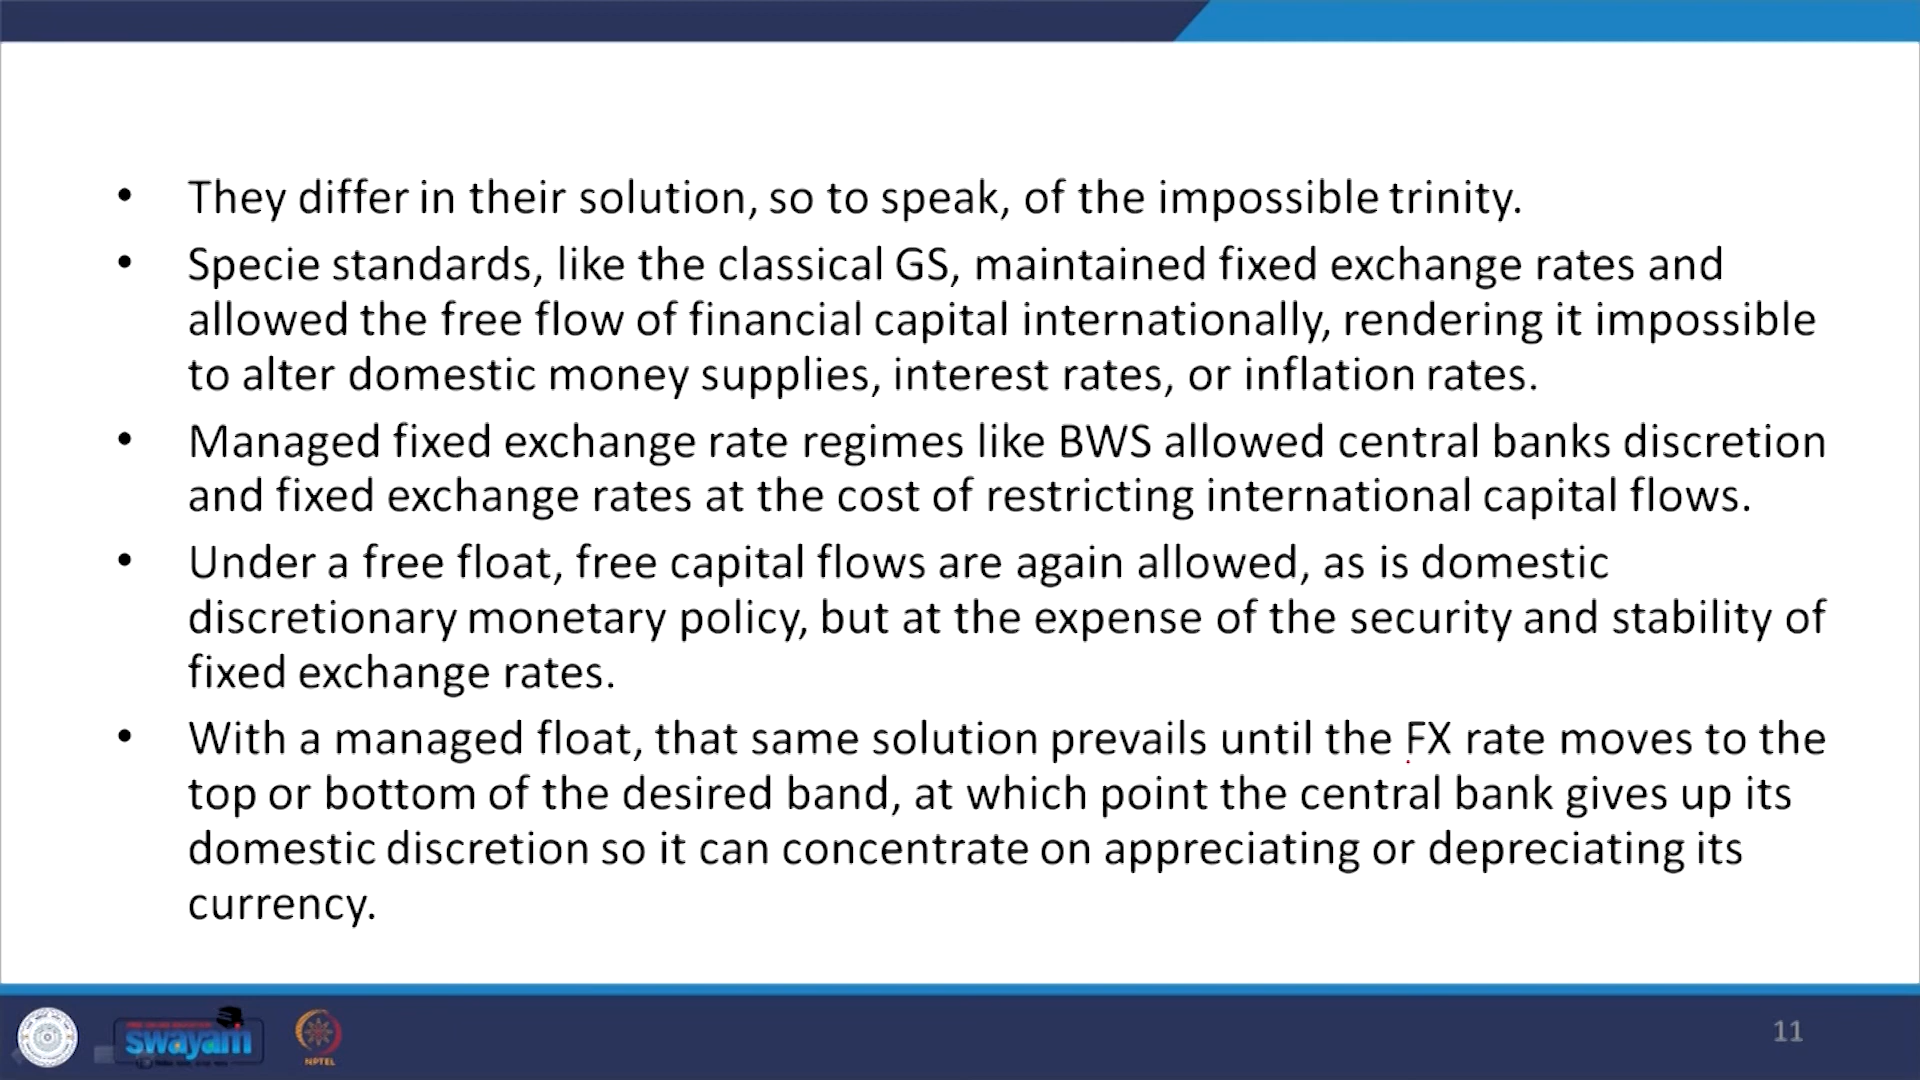 • They differ in their solution, so to speak, of the impossible trinity.
• Specie standards, like the classical GS, maintained fixed exchange rates and
allowed the free flow of financial capital internationally, rendering it impossible
to alter domestic money supplies, interest rates, or inflation rates.
• Managed fixed exchange rate regimes like BWS allowed central banks discretion
and fixed exchange rates at the cost of restricting international capital flows.
• Under a free float, free capital flows are again allowed, as is domestic
discretionary monetary policy, but at the expense of the security and stability of
fixed exchange rates.
• With a managed float, that same solution prevails until the FX rate moves to the
top or bottom of the desired band, at which point the central bank gives up its
domestic discretion so it can concentrate on appreciating or depreciating its
currency.
swayam
NPTEL
11